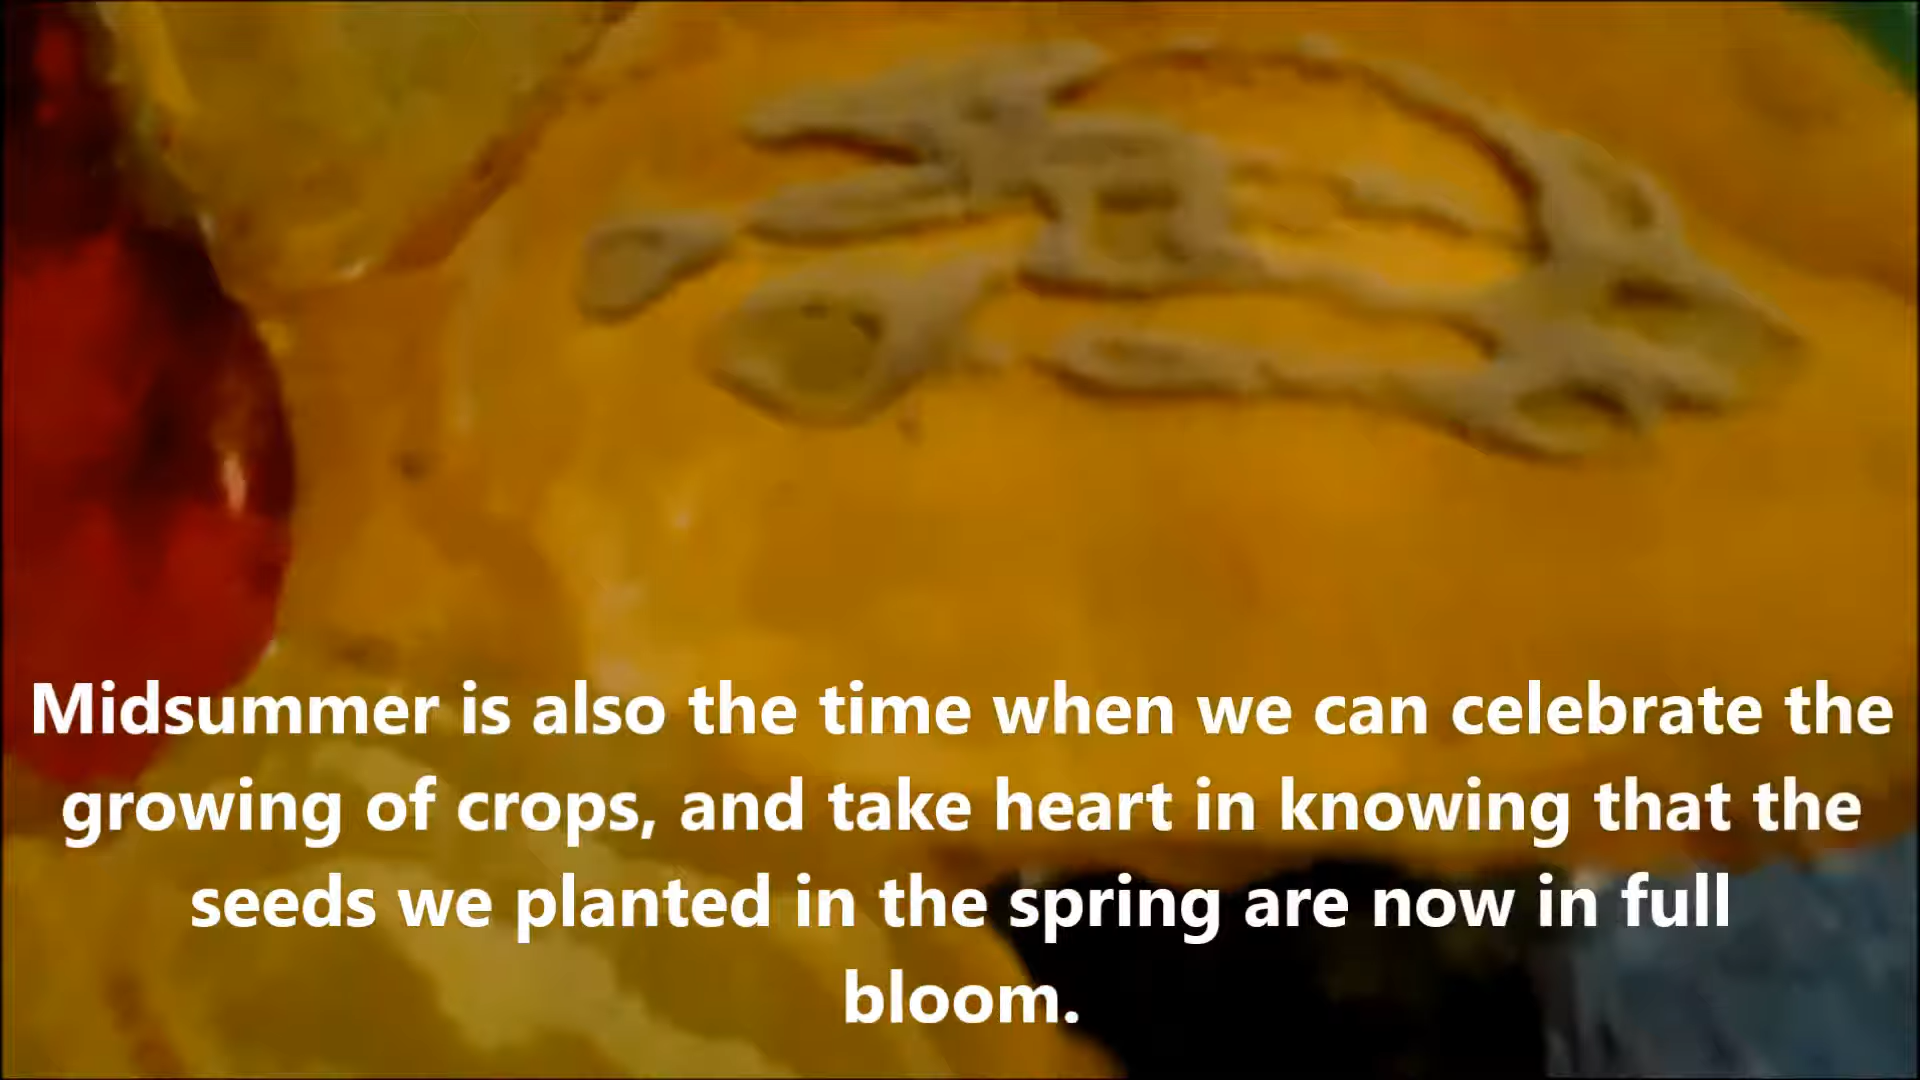 Midsummer is also the time when we can celebrate the
growing of crops, and take heart in knowing that the
seeds we planted in the spring are now in full
bloom.